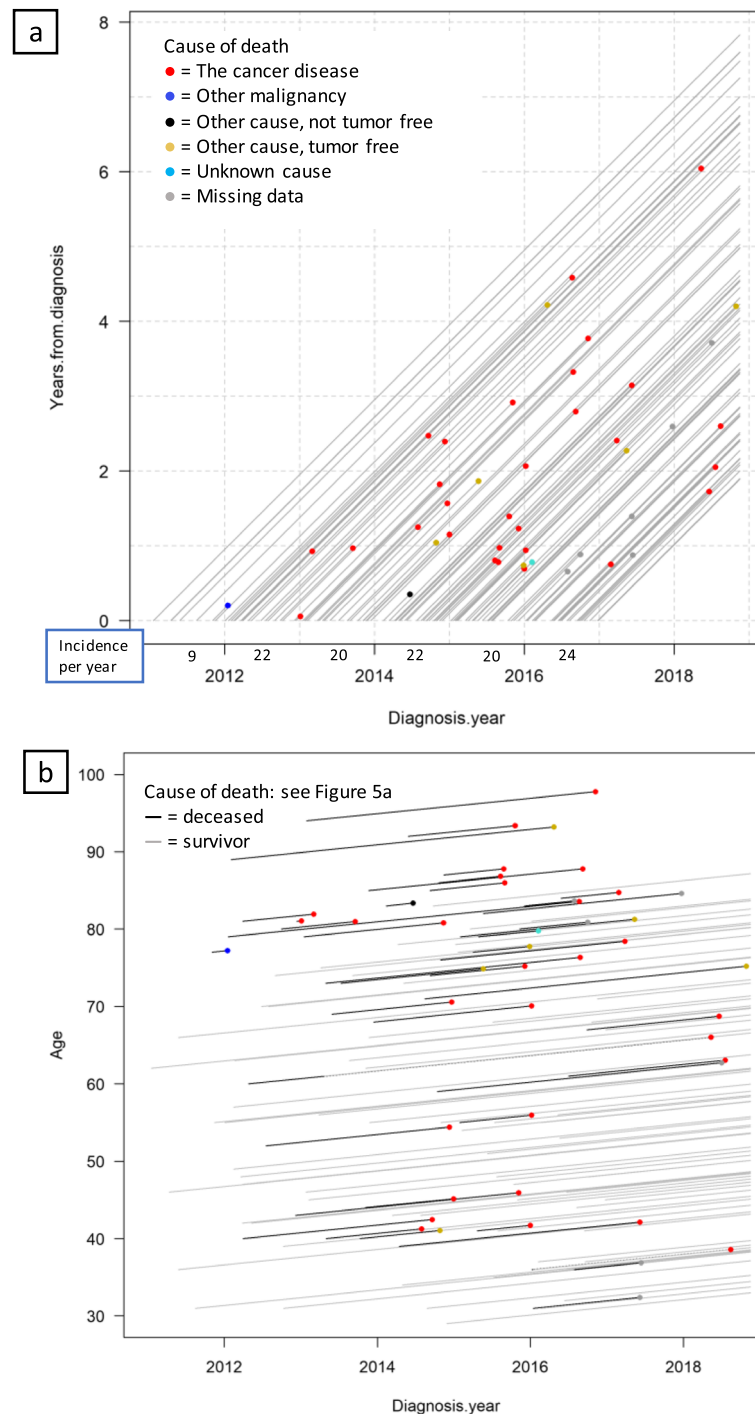 a
Cause of death
= The cancer disease
= Other malignancy
= Other cause, not tumor free
= Other cause, tumor free
= Unknown cause
= Missing data
8
6
4
2
0
Years.from.diagnosis
Incidence
per year
9 22 20 22 20 24
2012 2014 2016 2018
Diagnosis.year
b
Cause of death: see Figure 5a
= deceased
= survivor
100
90
80
70
60
50
40
30
Age
2012 2014 2016 2018
Diagnosis.year